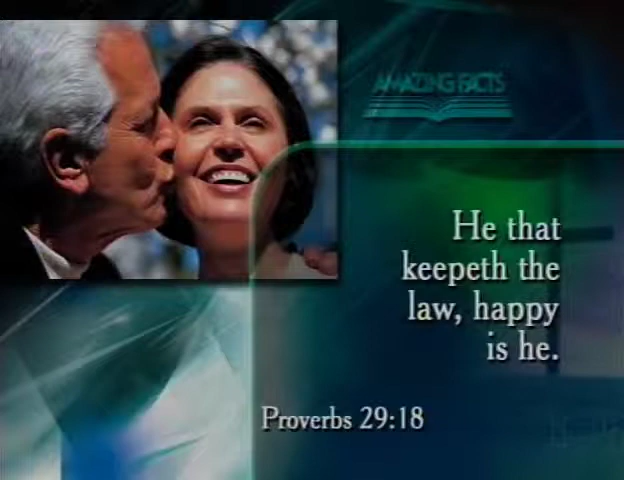 AMAZING FACTS
He that
keepeth the
law, happy
is he.
Proverbs 29:18